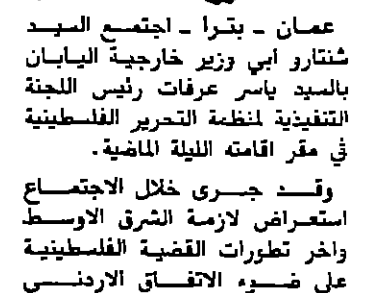 عمان ـ بترا ـ اجتمع السيد
شنتارو ابي وزير خارجية اليابان
بالسيد ياسر عرفات رئيس اللجنة
التنفيذية لمنظمة التحرير الفلسطينية
في مقر اقامته الليلة الماضية.
وقد جرى خلال الاجتماع
استعراض لازمة الشرق الاوسط
واخر تطورات القضية الفلسطينية
على ضوء الاتفاق الاردني